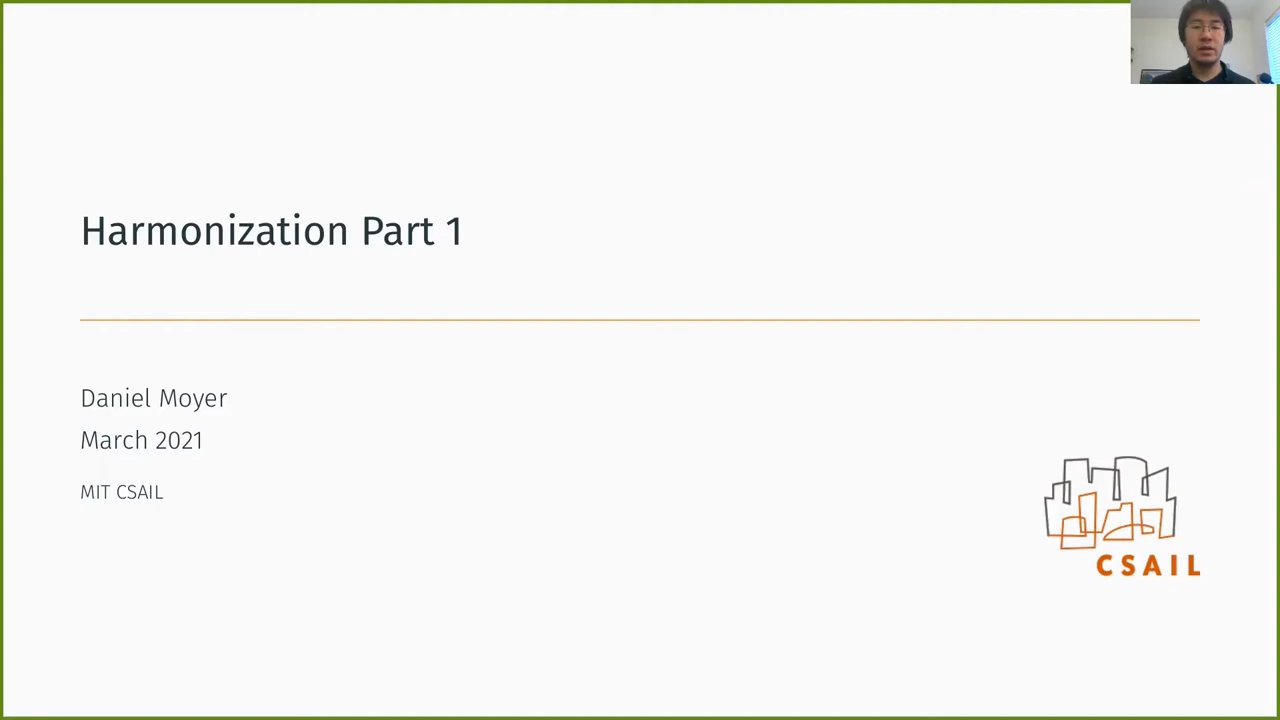 Harmonization Part 1
Daniel Moyer
March 2021
MIT CSAIL
CSAIL